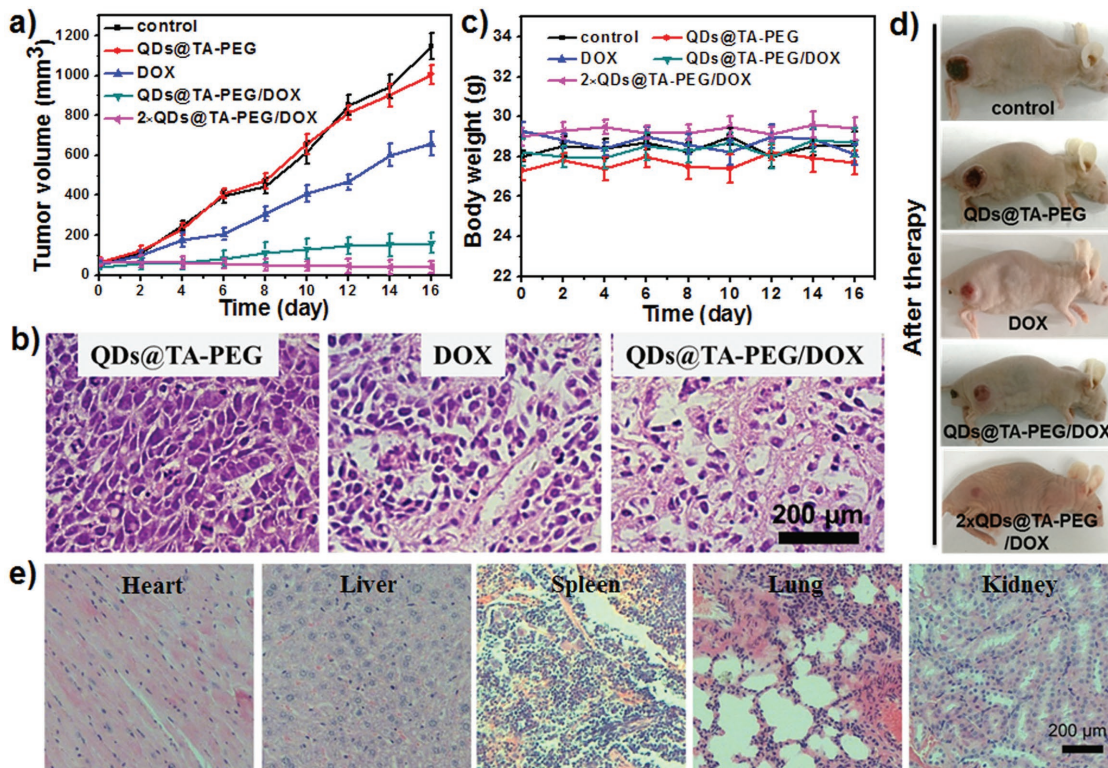 a)
control
QDs@TA-PEG
DOX
QDs@TA-PEG/DOX
2×QDs@TA-PEG/DOX
Tumor volume (mm³)
1200
1000
800
600
400
200
0
0 2 4 6 8 10 12 14 16
Time (day)
c)
control QDs@TA-PEG
DOX QDs@TA-PEG/DOX
2×QDs@TA-PEG/DOX
Body weight (g)
34
32
30
28
26
24
22
0 2 4 6 8 10 12 14 16
Time (day)
d)
After therapy
control
QDs@TA-PEG
DOX
QDs@TA-PEG/DOX
2xQDs@TA-PEG
/DOX
b)
QDs@TA-PEG DOX QDs@TA-PEG/DOX
200 µm
e)
Heart Liver Spleen Lung Kidney
200 µm